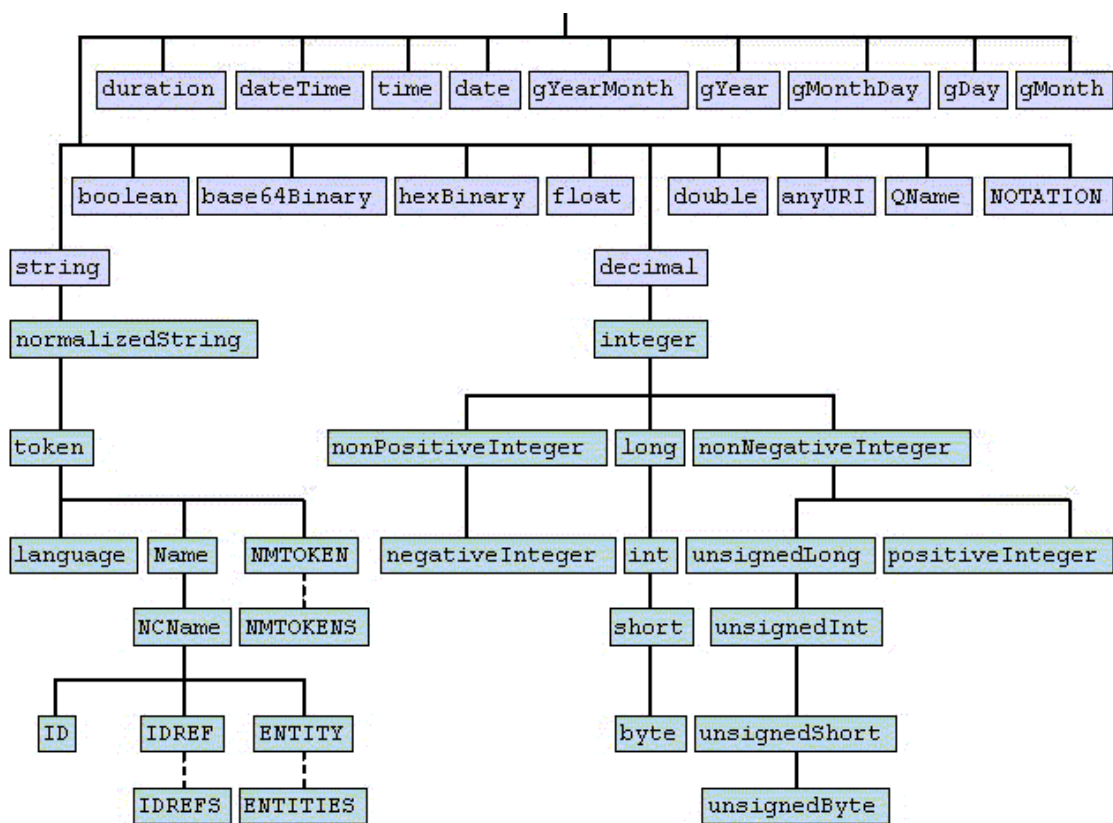 duration dateTime time date gYearMonth gYear gMonthDay gDay gMonth
boolean base64Binary hexBinary float double anyURI QName NOTATION
string decimal
normalizedString integer
token nonPositiveInteger long nonNegativeInteger
language Name NMTOKEN negativeInteger int unsignedLong positiveInteger
NCName NMTOKENS short unsignedInt
ID IDREF ENTITY byte unsignedShort
IDREFS ENTITIES unsignedByte